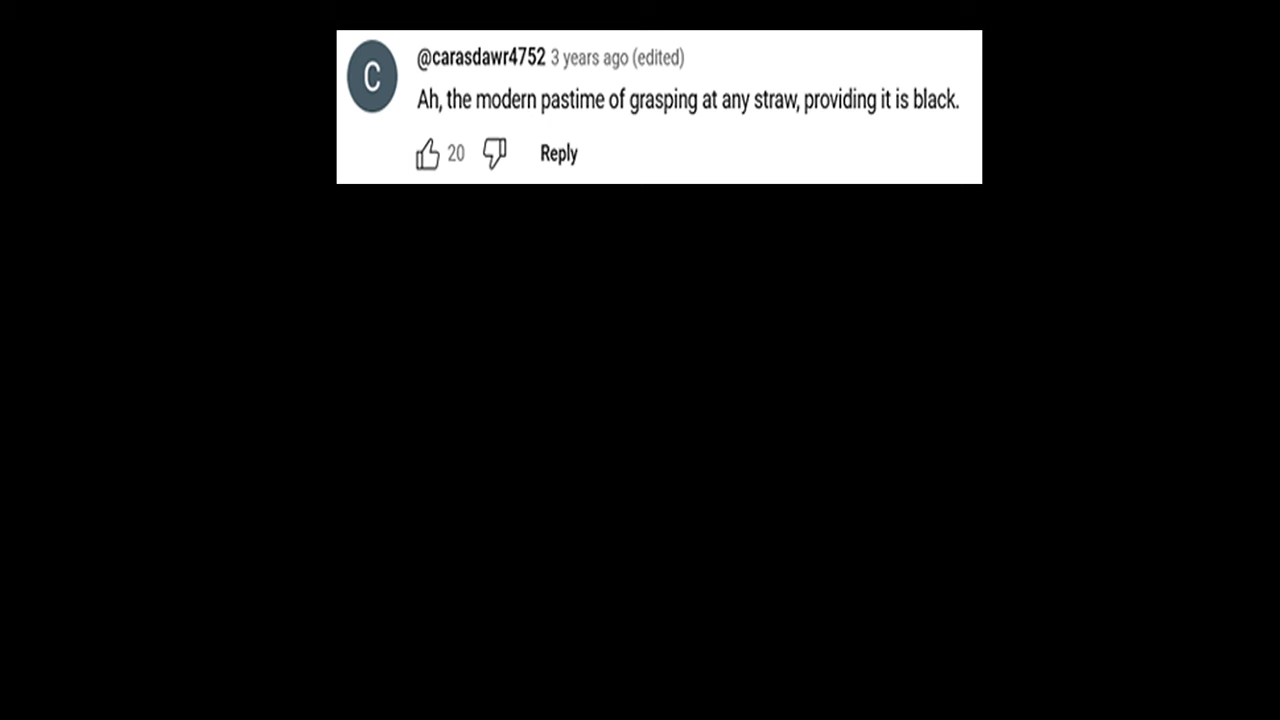 C
@carasdawr4752 3 years ago (edited)
Ah, the modern pastime of grasping at any straw, providing it is black.
20 Reply